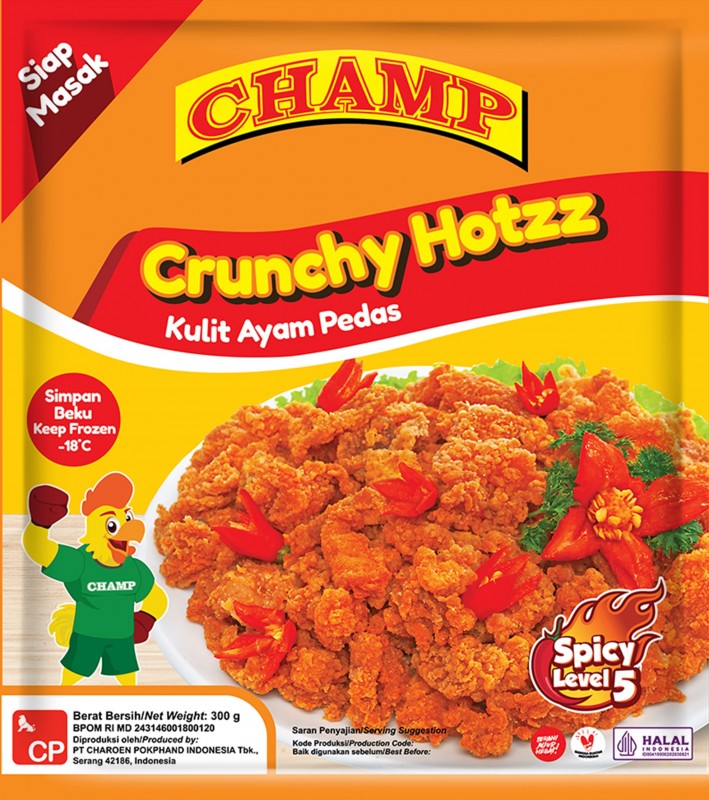 Siap
Masak
CHAMP
Crunchy Hotzz
Kulit Ayam Pedas
Simpan
Beku
Keep Frozen
-18°C
CHAMP
Spicy
Level 5
CP
Berat Bersih/Net Weight: 300 g
BPOM RI MD 243146001800120
Diproduksi oleh/Produced by:
PT CHAROEN POKPHAND INDONESIA Tbk.,
Serang 42186, Indonesia
Saran Penyajian/Serving Suggestion
Kode Produksi/Production Code:
Baik digunakan sebelum/Best Before:
HALAL
INDONESIA